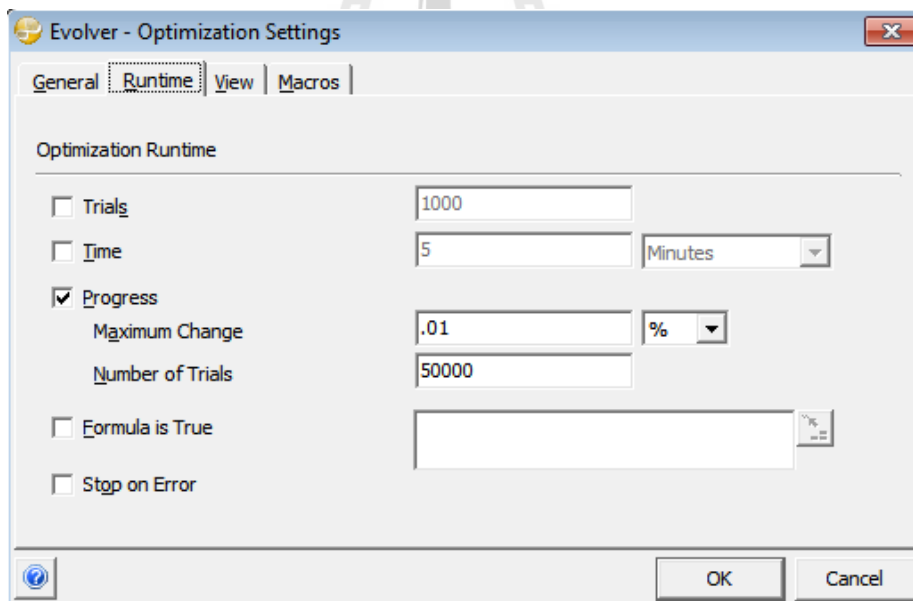 Evolver - Optimization Settings
General Runtime View Macros
Optimization Runtime
Trials 1000
Time 5 Minutes
Progress
Maximum Change .01 %
Number of Trials 50000
Formula is True
Stop on Error
OK Cancel